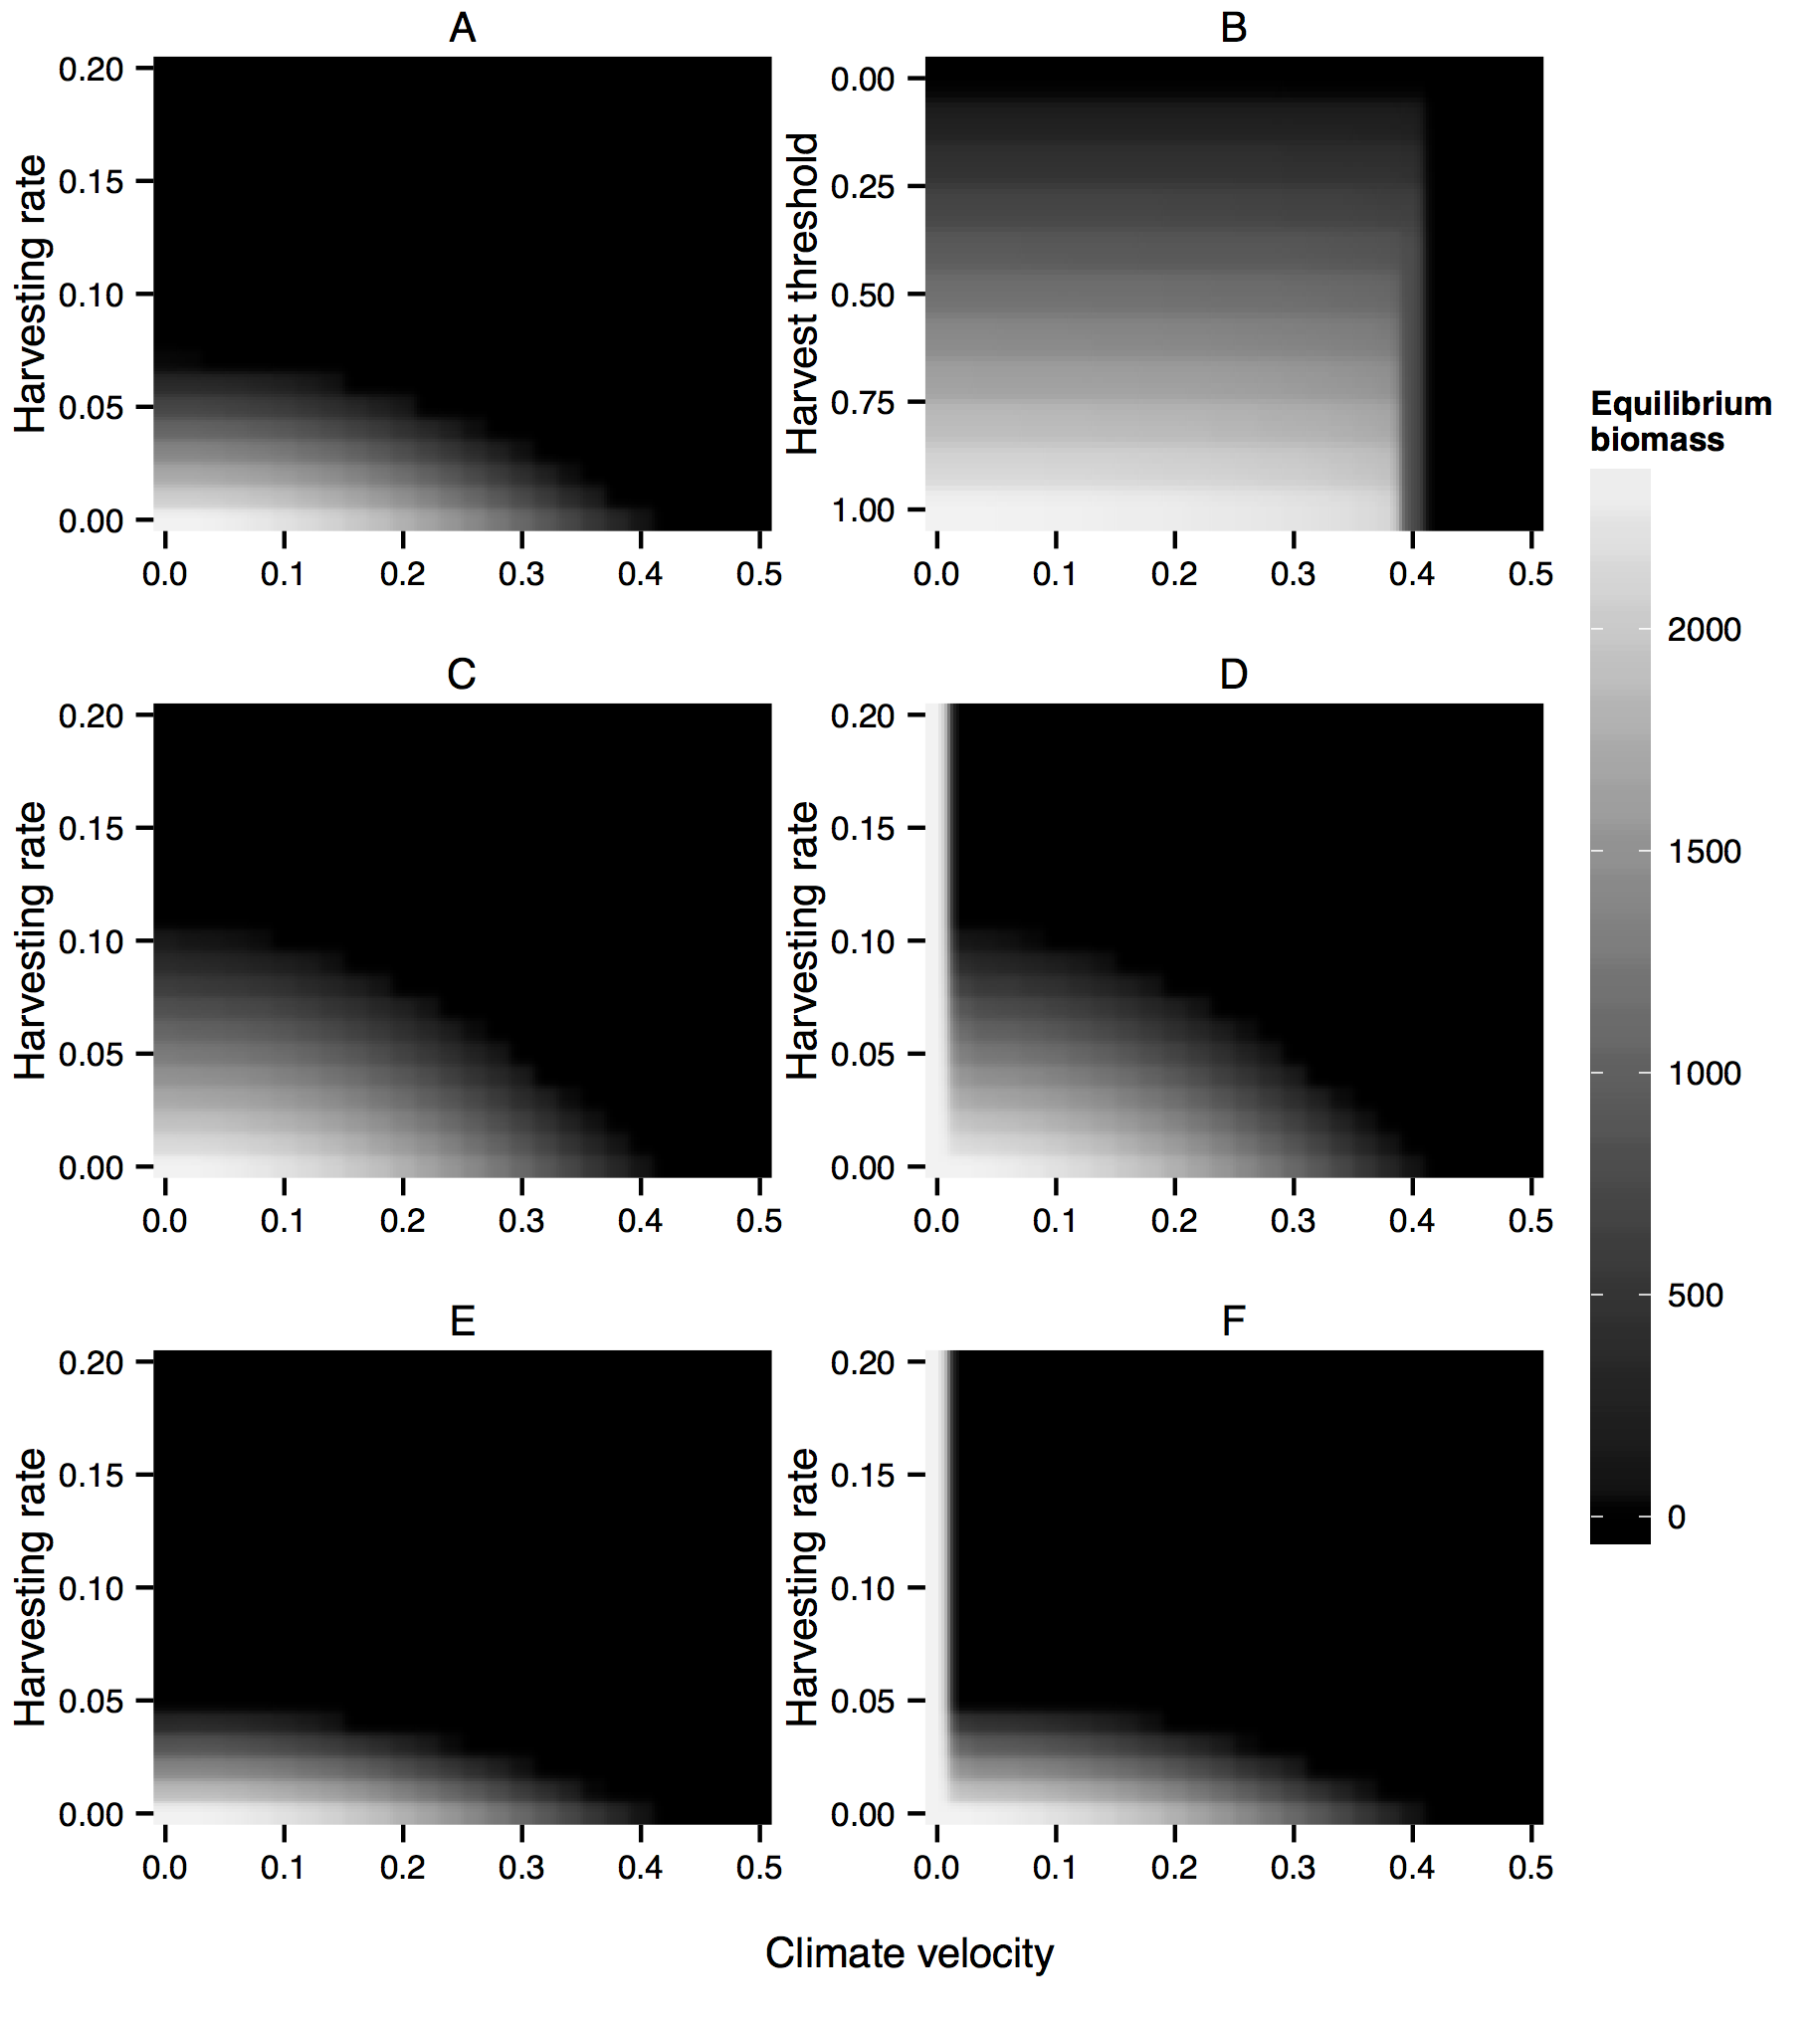 A
0.20
0.15
0.10
0.05
0.00
Harvesting rate
0.0 0.1 0.2 0.3 0.4 0.5
B
0.00
0.25
0.50
0.75
1.00
Harvest threshold
0.0 0.1 0.2 0.3 0.4 0.5
C
0.20
0.15
0.10
0.05
0.00
Harvesting rate
0.0 0.1 0.2 0.3 0.4 0.5
D
0.20
0.15
0.10
0.05
0.00
Harvesting rate
0.0 0.1 0.2 0.3 0.4 0.5
E
0.20
0.15
0.10
0.05
0.00
Harvesting rate
0.0 0.1 0.2 0.3 0.4 0.5
F
0.20
0.15
0.10
0.05
0.00
Harvesting rate
0.0 0.1 0.2 0.3 0.4 0.5
Climate velocity
Equilibrium
biomass
2000
1500
1000
500
0